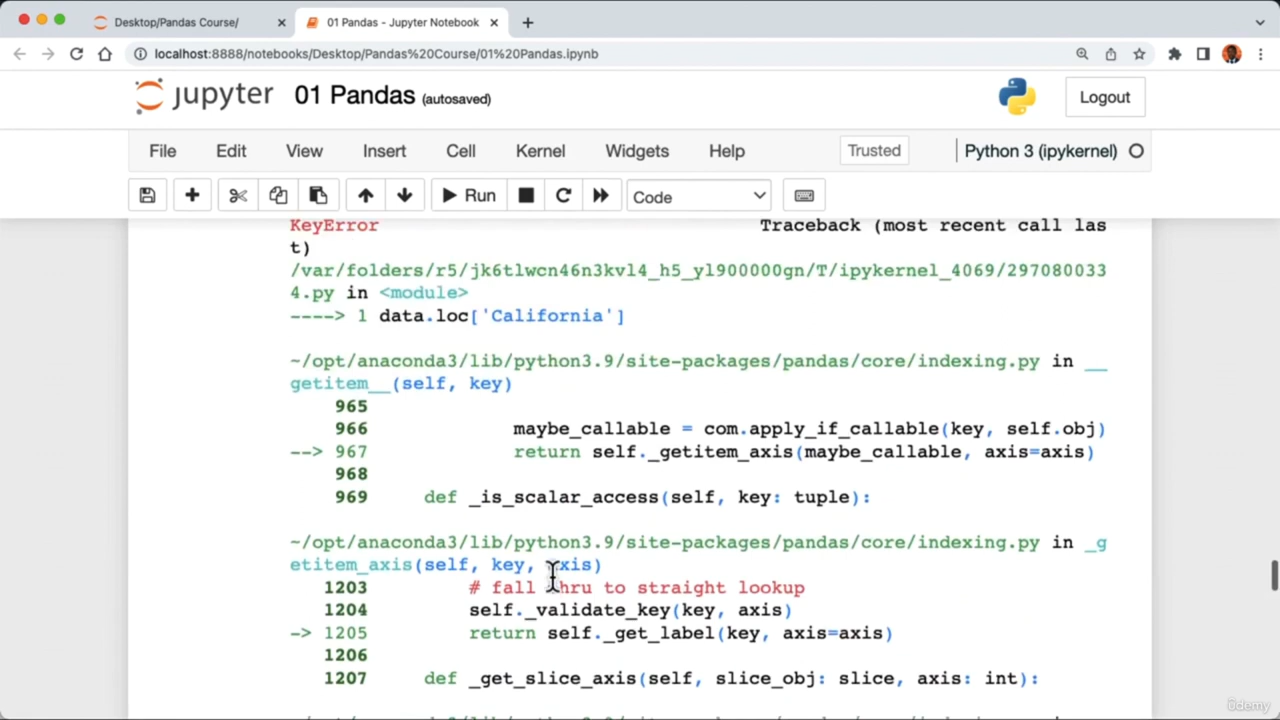 Desktop/Pandas Course/
01 Pandas - Jupyter Notebook
localhost:8888/notebooks/Desktop/Pandas%20Course/01%20Pandas.ipynb
jupyter 01 Pandas (autosaved)
Logout
File Edit View Insert Cell Kernel Widgets Help Trusted Python 3 (ipykernel)
Run Code
KeyError Traceback (most recent call las
t)
/var/folders/r5/jk6tlwcn46n3kvl4_h5_yl900000gn/T/ipykernel_4069/297080033
4.py in <module>
----> 1 data.loc['California']
~/opt/anaconda3/lib/python3.9/site-packages/pandas/core/indexing.py in __
getitem__(self, key)
965
966 maybe_callable = com.apply_if_callable(key, self.obj)
--> 967 return self._getitem_axis(maybe_callable, axis=axis)
968
969 def _is_scalar_access(self, key: tuple):
~/opt/anaconda3/lib/python3.9/site-packages/pandas/core/indexing.py in _g
etitem_axis(self, key, axis)
1203 # fall thru to straight lookup
1204 self._validate_key(key, axis)
-> 1205 return self._get_label(key, axis=axis)
1206
1207 def _get_slice_axis(self, slice_obj: slice, axis: int):
ûdemy